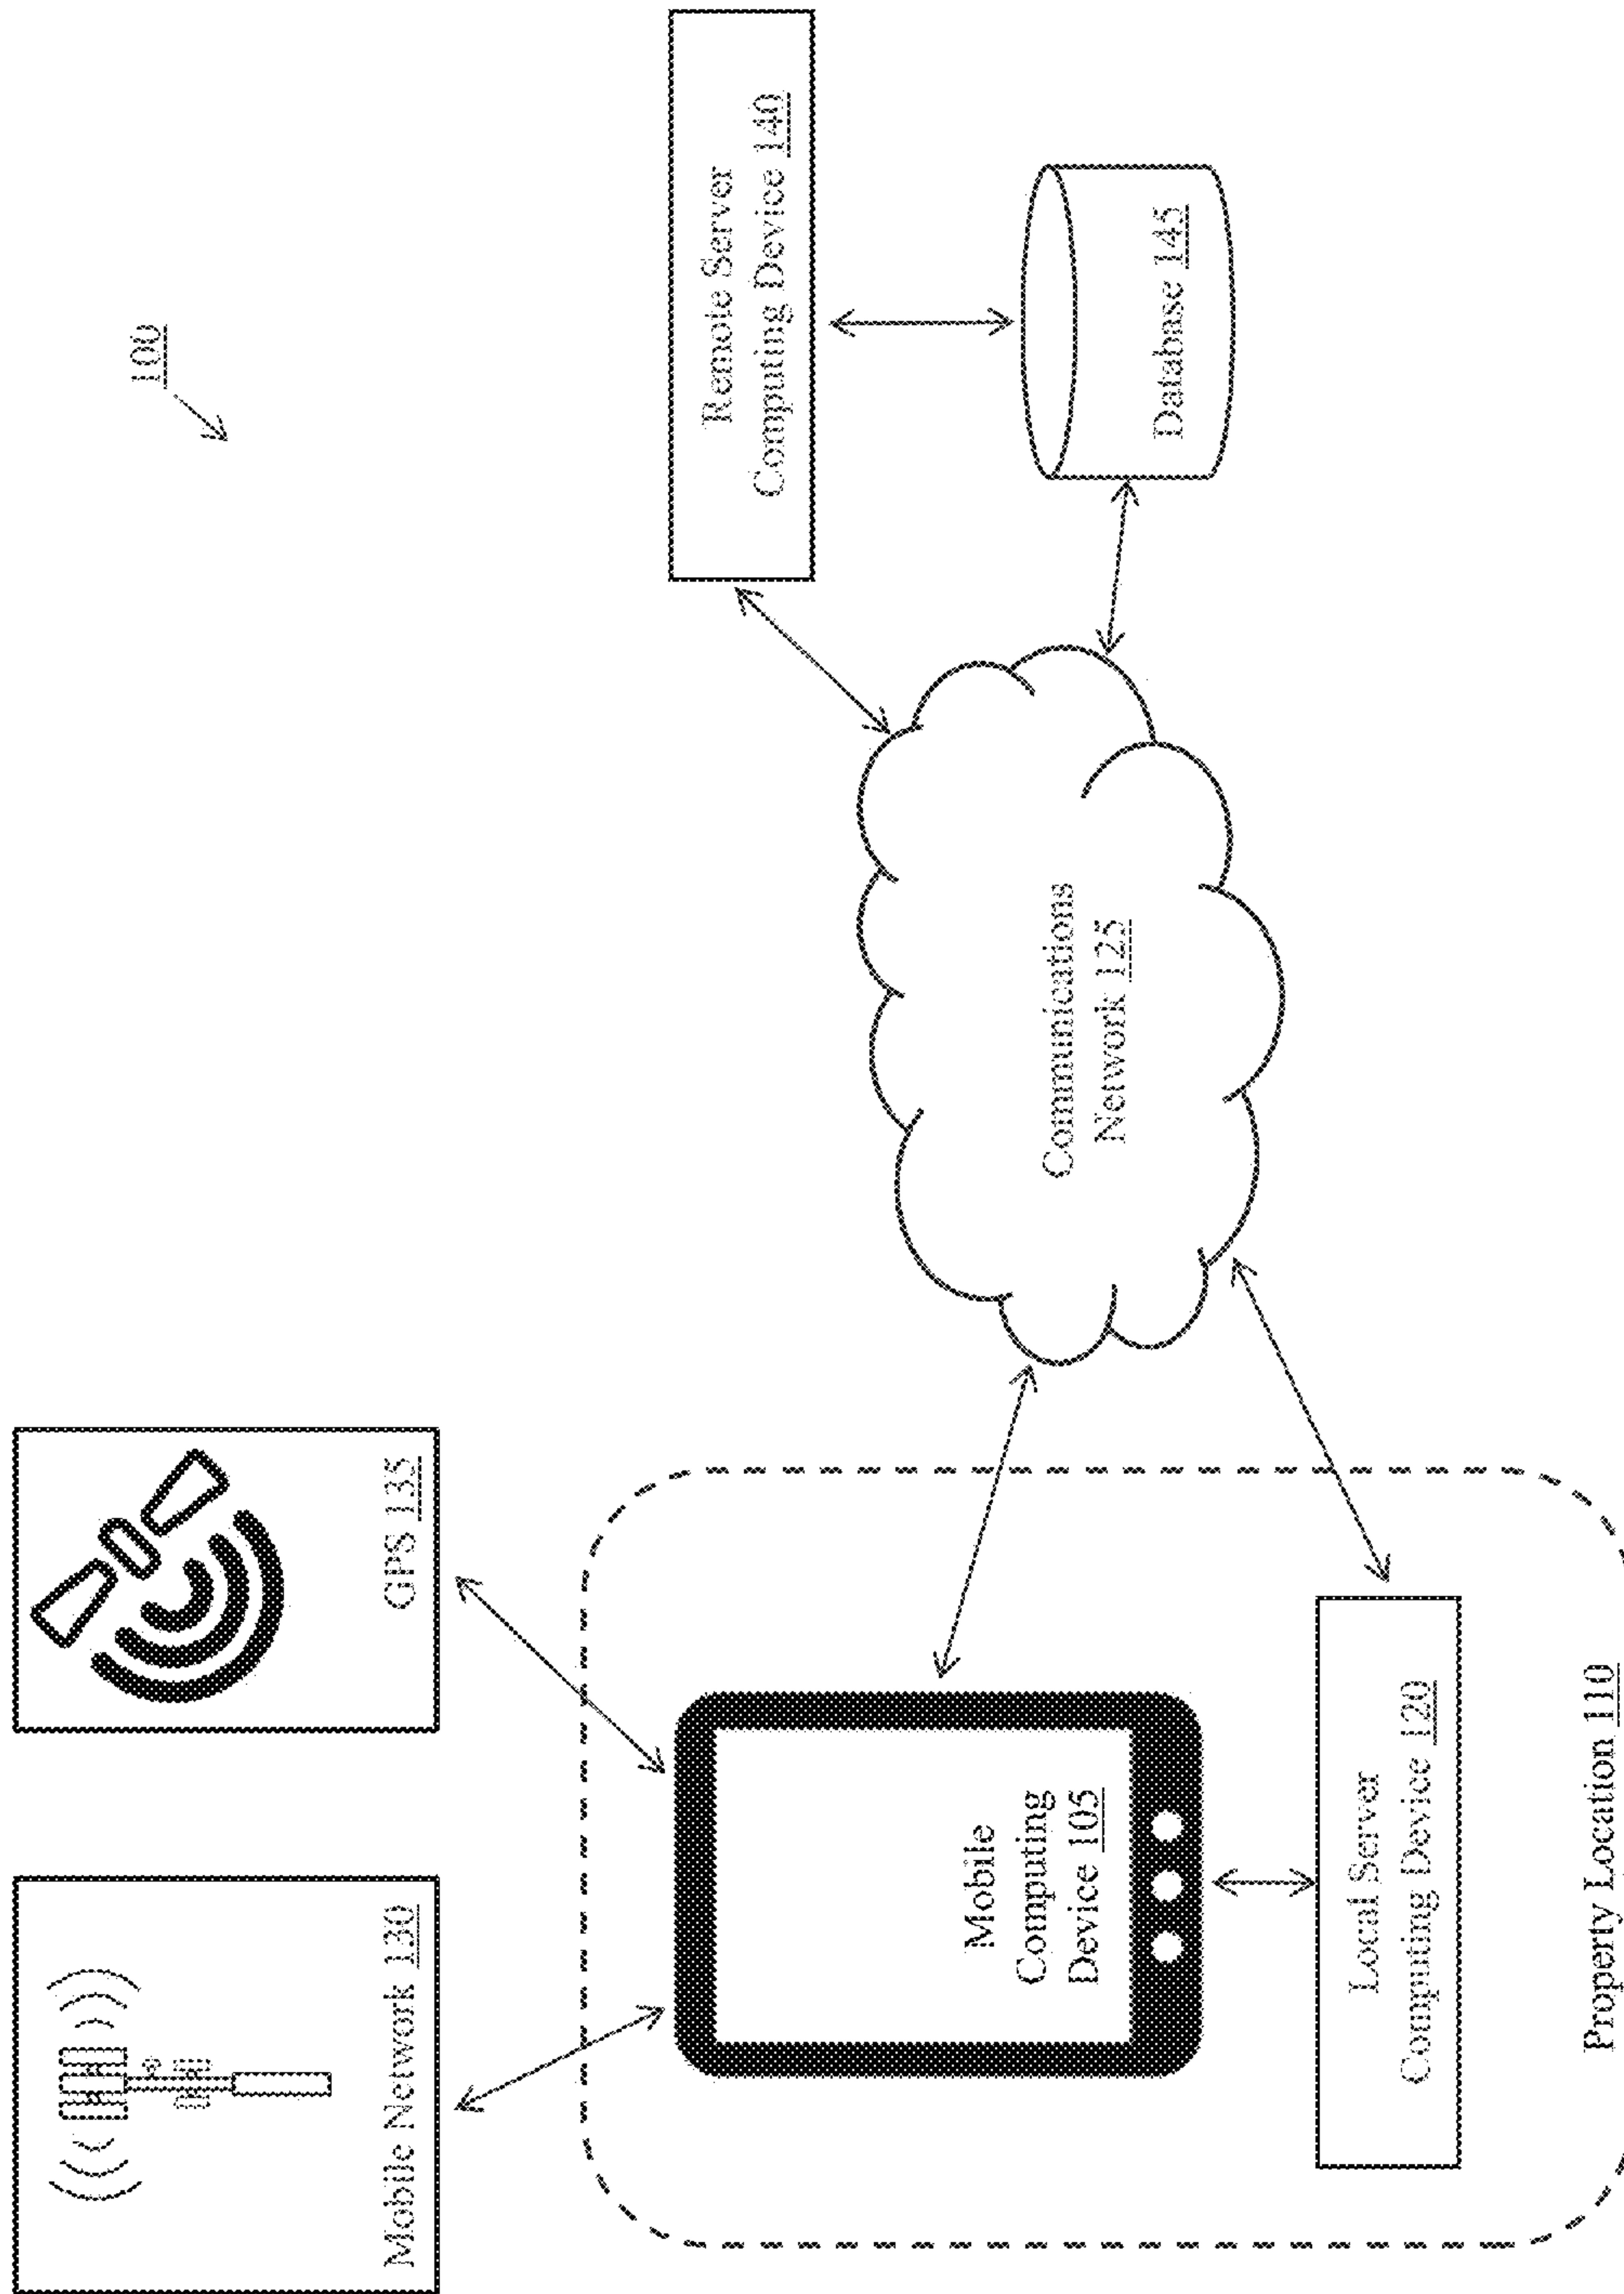 100
Mobile Network 130
GPS 135
Remote Server
Computing Device 140
Mobile
Computing
Device 105
Communications
Network 125
Database 145
Local Server
Computing Device 120
Property Location 110